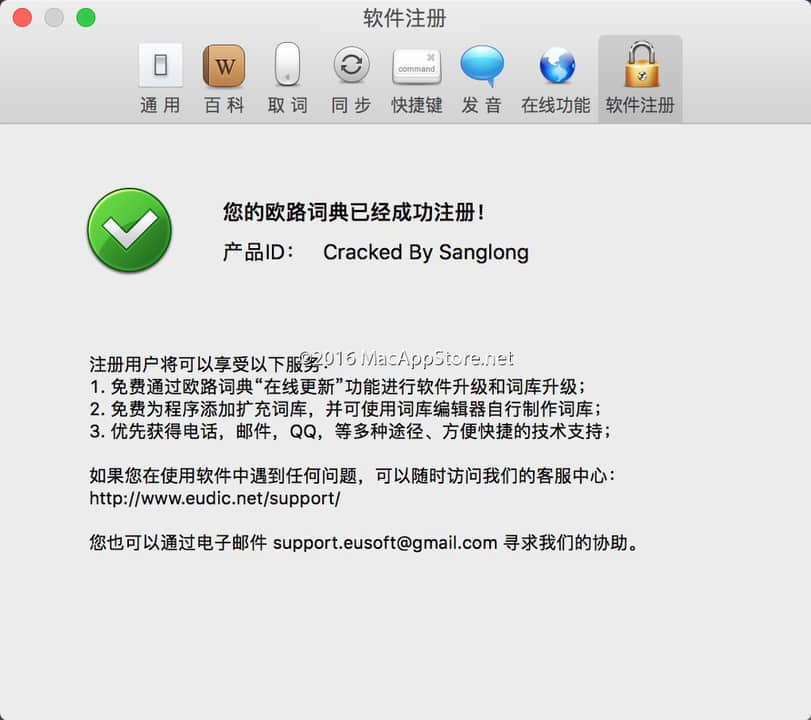 软件注册
W
command
通用 百科 取词 同步 快捷键 发音 在线功能 软件注册
您的欧路词典已经成功注册！
产品ID： Cracked By Sanglong
©2016 MacAppStore.net
注册用户将可以享受以下服务：
1. 免费通过欧路词典“在线更新”功能进行软件升级和词库升级；
2. 免费为程序添加扩充词库，并可使用词库编辑器自行制作词库；
3. 优先获得电话，邮件，QQ，等多种途径、方便快捷的技术支持；
如果您在使用软件中遇到任何问题，可以随时访问我们的客服中心：
http://www.eudic.net/support/
您也可以通过电子邮件 support.eusoft@gmail.com 寻求我们的协助。